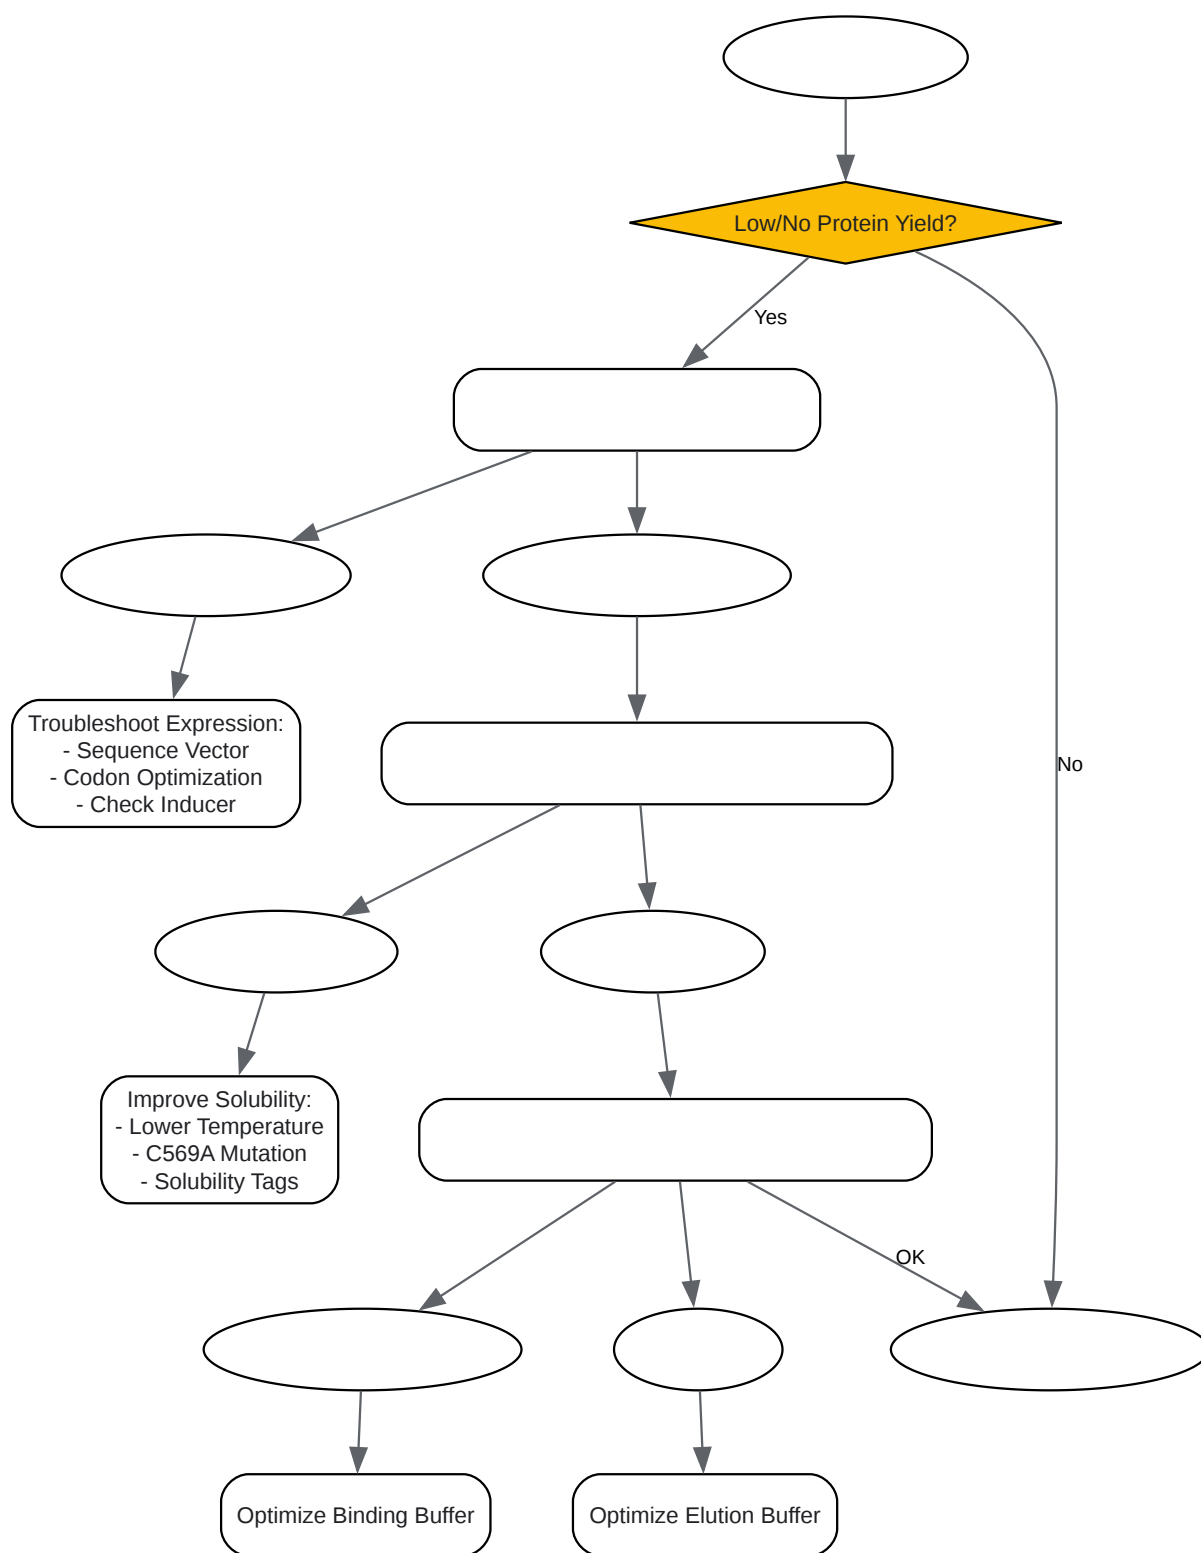 Low/No Protein Yield?
Yes
Troubleshoot Expression:
- Sequence Vector
- Codon Optimization
- Check Inducer
No
Improve Solubility:
- Lower Temperature
- C569A Mutation
- Solubility Tags
OK
Optimize Binding Buffer
Optimize Elution Buffer